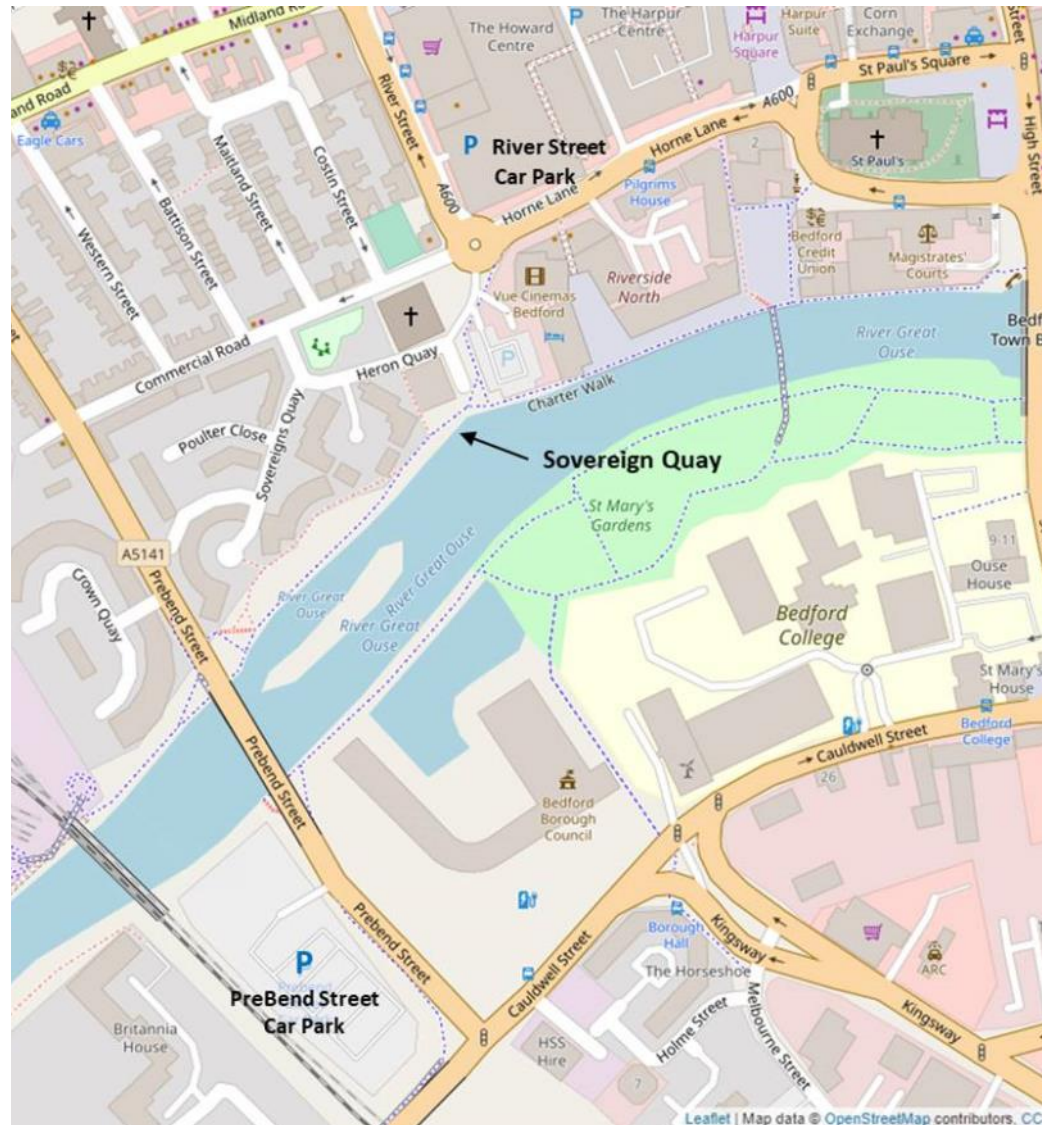 Midland Road
The Howard
Centre
The Harpur
Centre
Harpur
Square
Harpur
Suite
Corn
Exchange
Street
and Road
Eagle Cars
River Street
St Paul's Square
A600
P
River Street
Car Park
Horne Lane
St Paul's
High Street
Maitland Street
Costin Street
A600
Horne Lane
Pilgrims
House
2
Battison Street
Western Street
Bedford
Credit
Union
1
Magistrates'
Courts
Riverside
North
Vue Cinemas
Bedford
P
Commercial Road
Heron Quay
River Great
Ouse
Bedf
Town B
Charter Walk
Poulter Close
Sovereigns Quay
Sovereign Quay
St Mary's
Gardens
A5141
9-11
Ouse
House
Crown Quay
Prebend Street
River Great
Ouse
River Great Ouse
River Great
Ouse
Bedford
College
St Mary's
House
Bedford
College
Cauldwell Street
26
Prebend Street
Bedford
Borough
Council
Prebend Street
Borough
Hall
Kingsway
P
PreBend Street
Car Park
Cauldwell Street
The Horseshoe
ARC
Britannia
House
HSS
Hire
Holme Street
Melbourne Street
Kingsway
7
Leaflet | Map data © OpenStreetMap contributors, CC